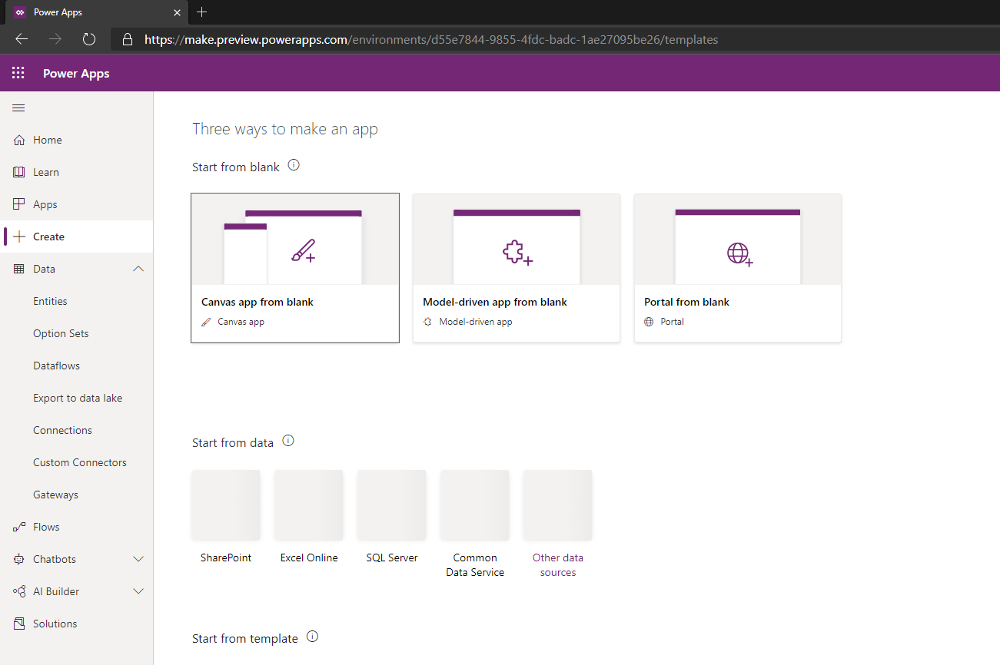 Power Apps
https://make.preview.powerapps.com/environments/d55e7844-9855-4fdc-badc-1ae27095be26/templates
Power Apps
Home
Learn
Apps
Create
Data
Entities
Option Sets
Dataflows
Export to data lake
Connections
Custom Connectors
Gateways
Flows
Chatbots
AI Builder
Solutions
Three ways to make an app
Start from blank
Canvas app from blank
Canvas app
Model-driven app from blank
Model-driven app
Portal from blank
Portal
Start from data
SharePoint
Excel Online
SQL Server
Common
Data Service
Other data
sources
Start from template